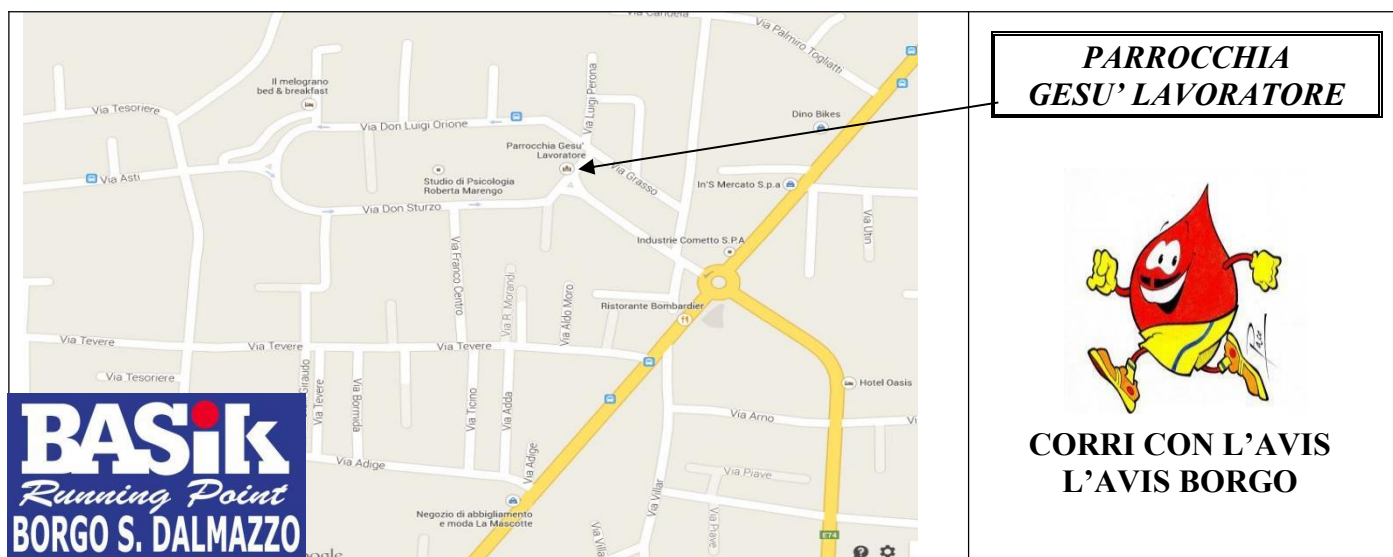 Via Candela
Via Palmiro Togliatti
Il melograno
bed & breakfast
Via Tesoriere
Via Luigi Perona
Dino Bikes
Via Don Luigi Orione
Parrocchia Gesu'
Lavoratore
Via Grasso
Via Asti
Studio di Psicologia
Roberta Marengo
In'S Mercato S.p.a
Via Don Sturzo
Via Utin
Industrie Cometto S.P.A
Via Franco Centro
Via R. Morandi
Via Aldo Moro
Ristorante Bombardier
Via Tevere
Via Tevere
Via Tevere
Via Tesoriere
Giraudo
Via Tevere
Via Bormida
Via Ticino
Via Adda
Hotel Oasis
Via Arno
Via Adige
Via Adige
Via Piave
Via Villar
Negozio di abbigliamento
e moda La Mascotte
Via Piave
E74
BASiK
Running Point
BORGO S. DALMAZZO
PARROCCHIA
GESU' LAVORATORE
CORRI CON L'AVIS
L'AVIS BORGO